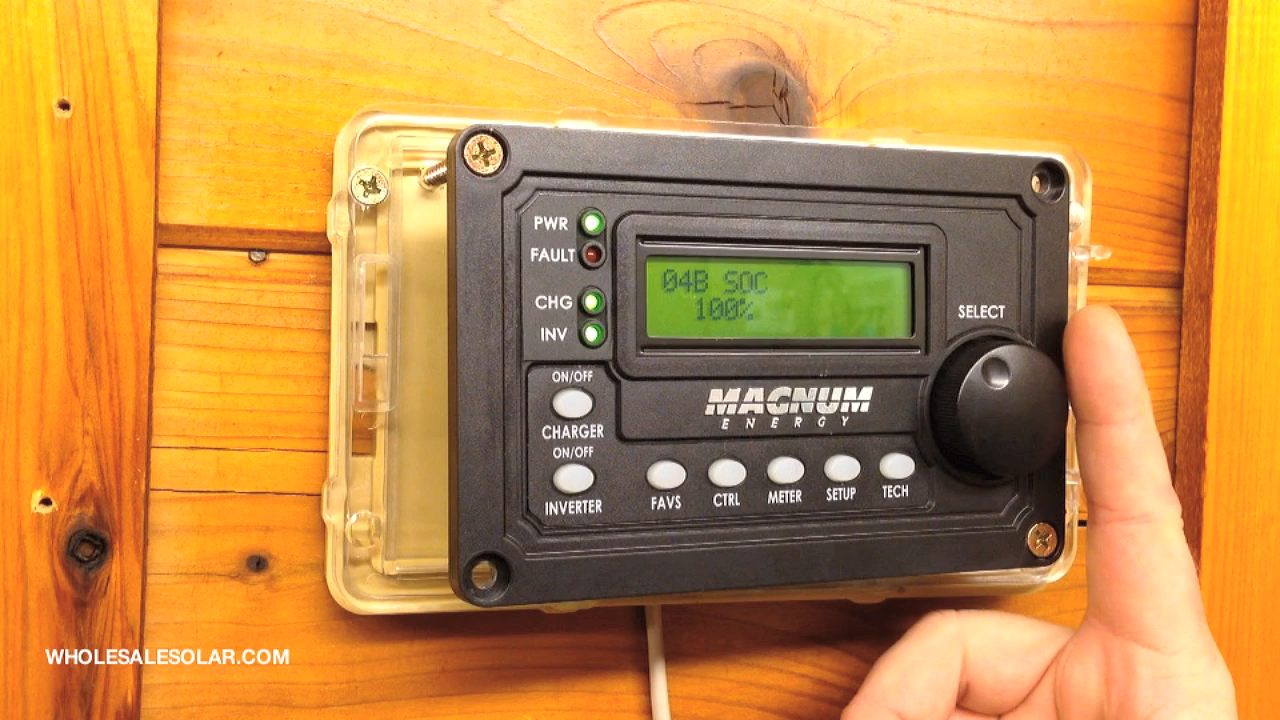 PWR
FAULT
CHG
INV
04B SOC
100%
SELECT
ON/OFF
CHARGER
ON/OFF
INVERTER
MAGNUM
ENERGY
FAVS
CTRL
METER
SETUP
TECH
WHOLESALESOLAR.COM